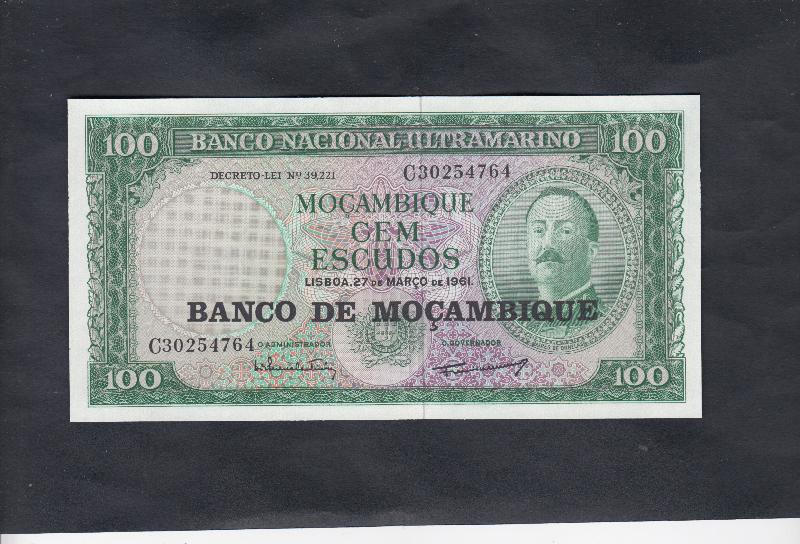 100 BANCO NACIONAL ULTRAMARINO 100
DECRETO-LEI Nº 39,221 C30254764
MOÇAMBIQUE
CEM
ESCUDOS
LISBOA, 27 DE MARÇO DE 1961.
BANCO DE MOÇAMBIQUE
C30254764 O ADMINISTRADOR O GOVERNADOR
100 100